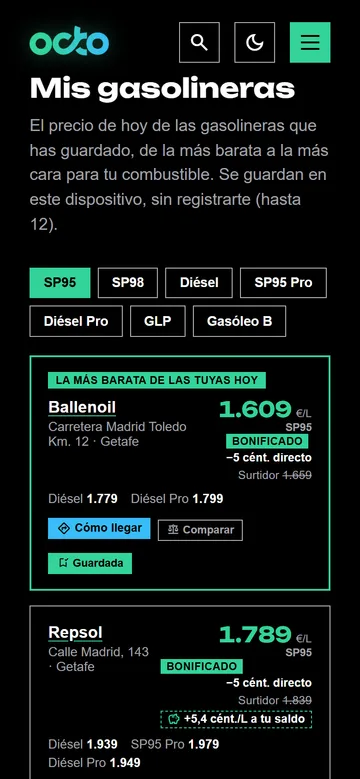 octo
Mis gasolineras
El precio de hoy de las gasolineras que
has guardado, de la más barata a la más
cara para tu combustible. Se guardan en
este dispositivo, sin registrarte (hasta
12).
SP95 SP98 Diésel SP95 Pro
Diésel Pro GLP Gasóleo B
LA MÁS BARATA DE LAS TUYAS HOY
Ballenoil 1.609 €/L
Carretera Madrid Toledo SP95
Km. 12 · Getafe BONIFICADO
−5 cént. directo
Surtidor 1.659
Diésel 1.779 Diésel Pro 1.799
Cómo llegar Comparar
Guardada
Repsol 1.789 €/L
Calle Madrid, 143 SP95
· Getafe BONIFICADO
−5 cént. directo
Surtidor 1.839
+5,4 cént./L a tu saldo
Diésel 1.939 SP95 Pro 1.979
Diésel Pro 1.949